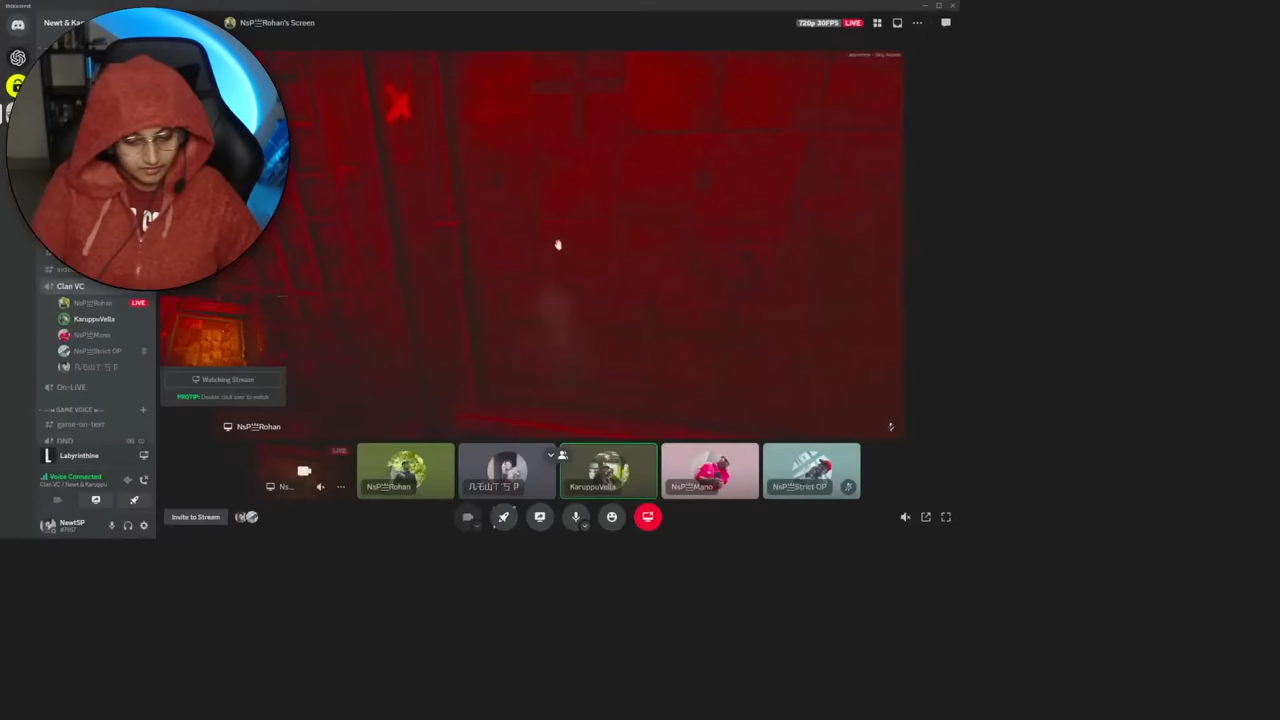 Discord
Newt & Karu
NsP亗Rohan's Screen
720p 30FPS
LIVE
Clan VC
NsP亗Rohan
LIVE
KaruppuVella
NsP亗Mano
NsP亗Strict OP
On-LIVE
Watching Stream
PROTIP: Double click user to watch
GAME VOICE
game-on-text
DND
Labyrinthine
Voice Connected
Clan VC / Newt & Karuppu
NewtSP
#7957
NsP亗Rohan
LIVE
Ns...
NsP亗Rohan
KaruppuVella
NsP亗Mano
NsP亗Strict OP
Invite to Stream